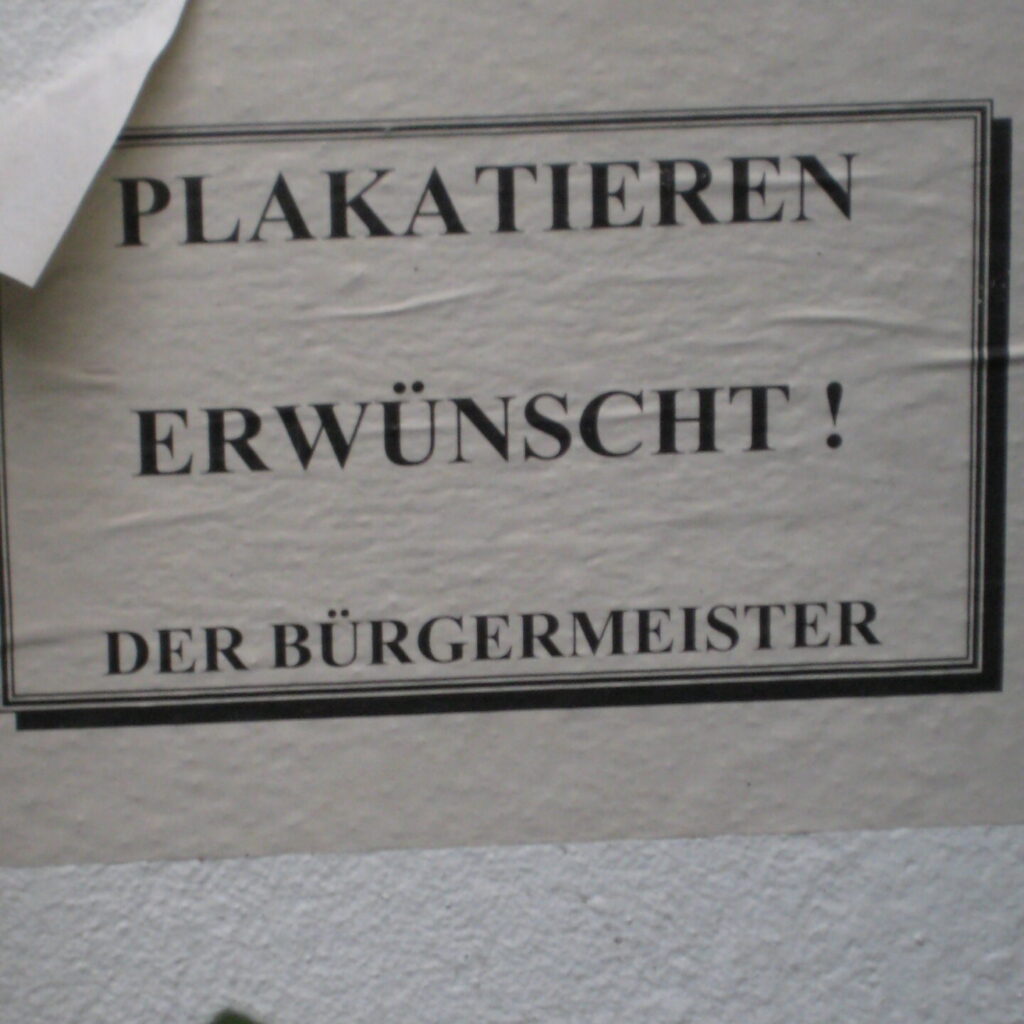 PLAKATIEREN
ERWÜNSCHT !
DER BÜRGERMEISTER